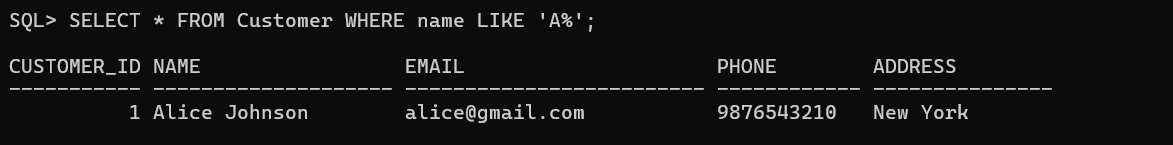 SQL> SELECT * FROM Customer WHERE name LIKE 'A%';
CUSTOMER_ID NAME                 EMAIL                     PHONE        ADDRESS
----------- -------------------- ------------------------- ------------ ---------------
          1 Alice Johnson        alice@gmail.com           9876543210   New York